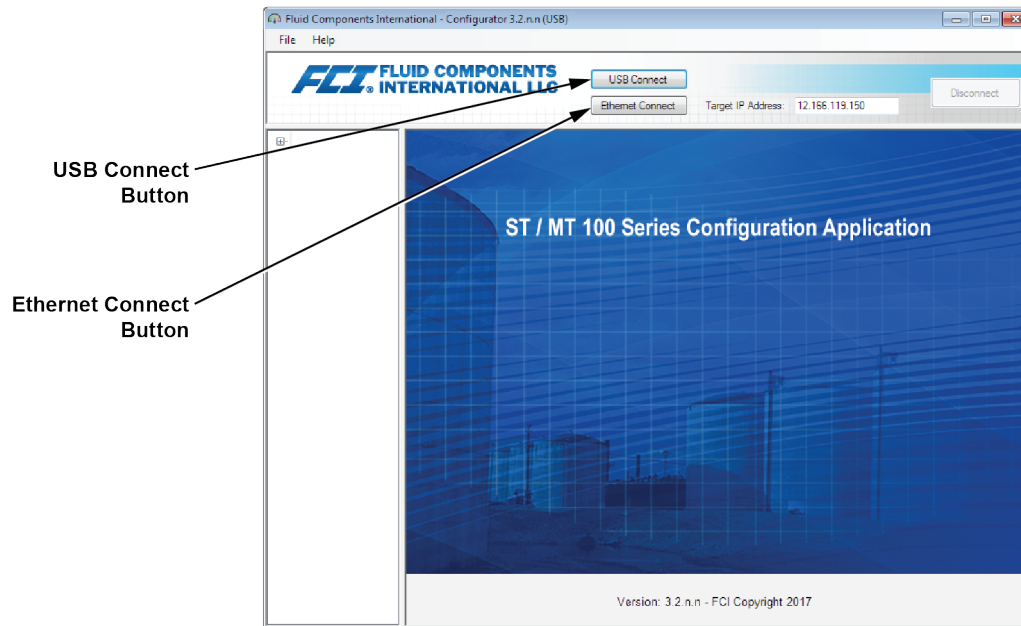 Fluid Components International - Configurator 3.2.n.n (USB)
File Help
FCI® FLUID COMPONENTS
INTERNATIONAL LLC
USB Connect
Ethernet Connect Target IP Address: 12.166.119.150
Disconnect
USB Connect
Button
ST / MT 100 Series Configuration Application
Ethernet Connect
Button
Version: 3.2.n.n - FCI Copyright 2017